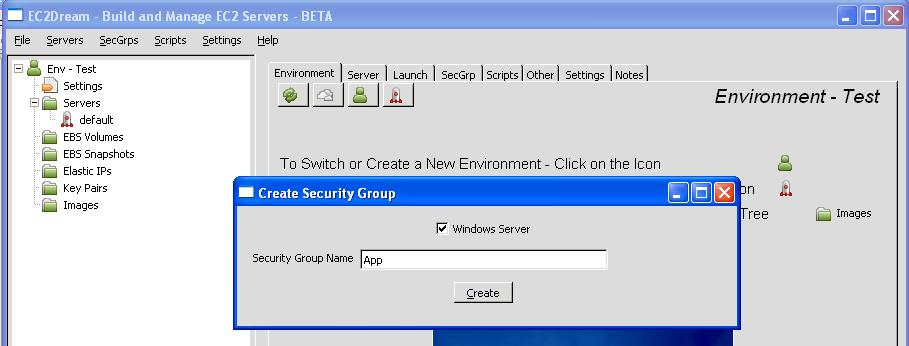 EC2Dream - Build and Manage EC2 Servers - BETA
File Servers SecGrps Scripts Settings Help
Env - Test
Settings
Servers
default
EBS Volumes
EBS Snapshots
Elastic IPs
Key Pairs
Images
Environment Server Launch SecGrp Scripts Other Settings Notes
Environment - Test
To Switch or Create a New Environment - Click on the Icon
on
Tree Images
Create Security Group
Windows Server
Security Group Name App
Create